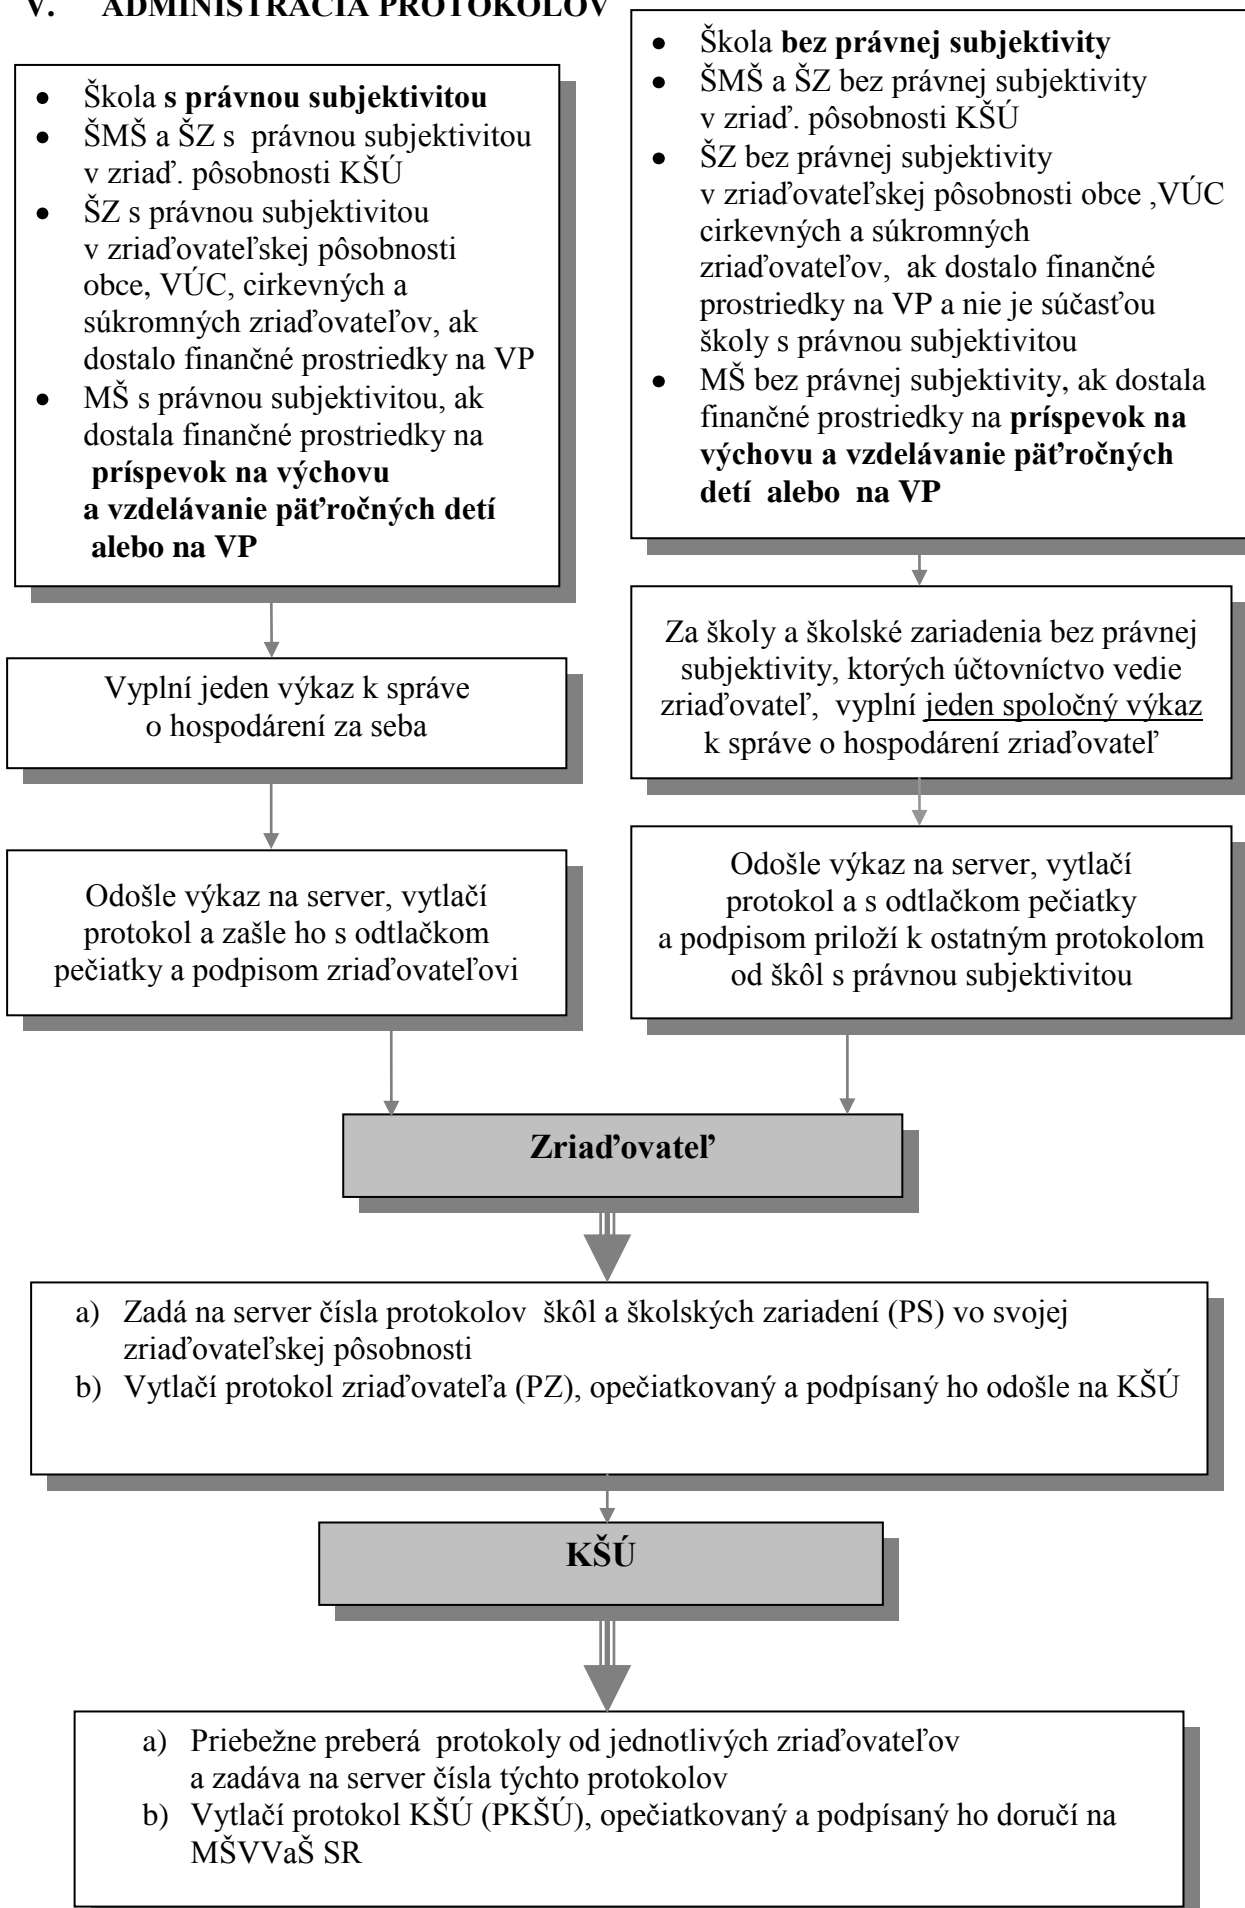 V. ADMINISTRÁCIA PROTOKOLOV
● Škola s právnou subjektivitou
● ŠMŠ a ŠZ s právnou subjektivitou
v zriaď. pôsobnosti KŠÚ
● ŠZ s právnou subjektivitou
v zriaďovateľskej pôsobnosti
obce, VÚC, cirkevných a
súkromných zriaďovateľov, ak
dostalo finančné prostriedky na VP
● MŠ s právnou subjektivitou, ak
dostala finančné prostriedky na
príspevok na výchovu
a vzdelávanie päťročných detí
alebo na VP
● Škola bez právnej subjektivity
● ŠMŠ a ŠZ bez právnej subjektivity
v zriaď. pôsobnosti KŠÚ
● ŠZ bez právnej subjektivity
v zriaďovateľskej pôsobnosti obce ,VÚC
cirkevných a súkromných
zriaďovateľov, ak dostalo finančné
prostriedky na VP a nie je súčasťou
školy s právnou subjektivitou
● MŠ bez právnej subjektivity, ak dostala
finančné prostriedky na príspevok na
výchovu a vzdelávanie päťročných
detí alebo na VP
Vyplní jeden výkaz k správe
o hospodárení za seba
Za školy a školské zariadenia bez právnej
subjektivity, ktorých účtovníctvo vedie
zriaďovateľ, vyplní jeden spoločný výkaz
k správe o hospodárení zriaďovateľ
Odošle výkaz na server, vytlačí
protokol a zašle ho s odtlačkom
pečiatky a podpisom zriaďovateľovi
Odošle výkaz na server, vytlačí
protokol a s odtlačkom pečiatky
a podpisom priloží k ostatným protokolom
od škôl s právnou subjektivitou
Zriaďovateľ
a) Zadá na server čísla protokolov škôl a školských zariadení (PS) vo svojej
zriaďovateľskej pôsobnosti
b) Vytlačí protokol zriaďovateľa (PZ), opečiatkovaný a podpísaný ho odošle na KŠÚ
KŠÚ
a) Priebežne preberá protokoly od jednotlivých zriaďovateľov
a zadáva na server čísla týchto protokolov
b) Vytlačí protokol KŠÚ (PKŠÚ), opečiatkovaný a podpísaný ho doručí na
MŠVVaŠ SR